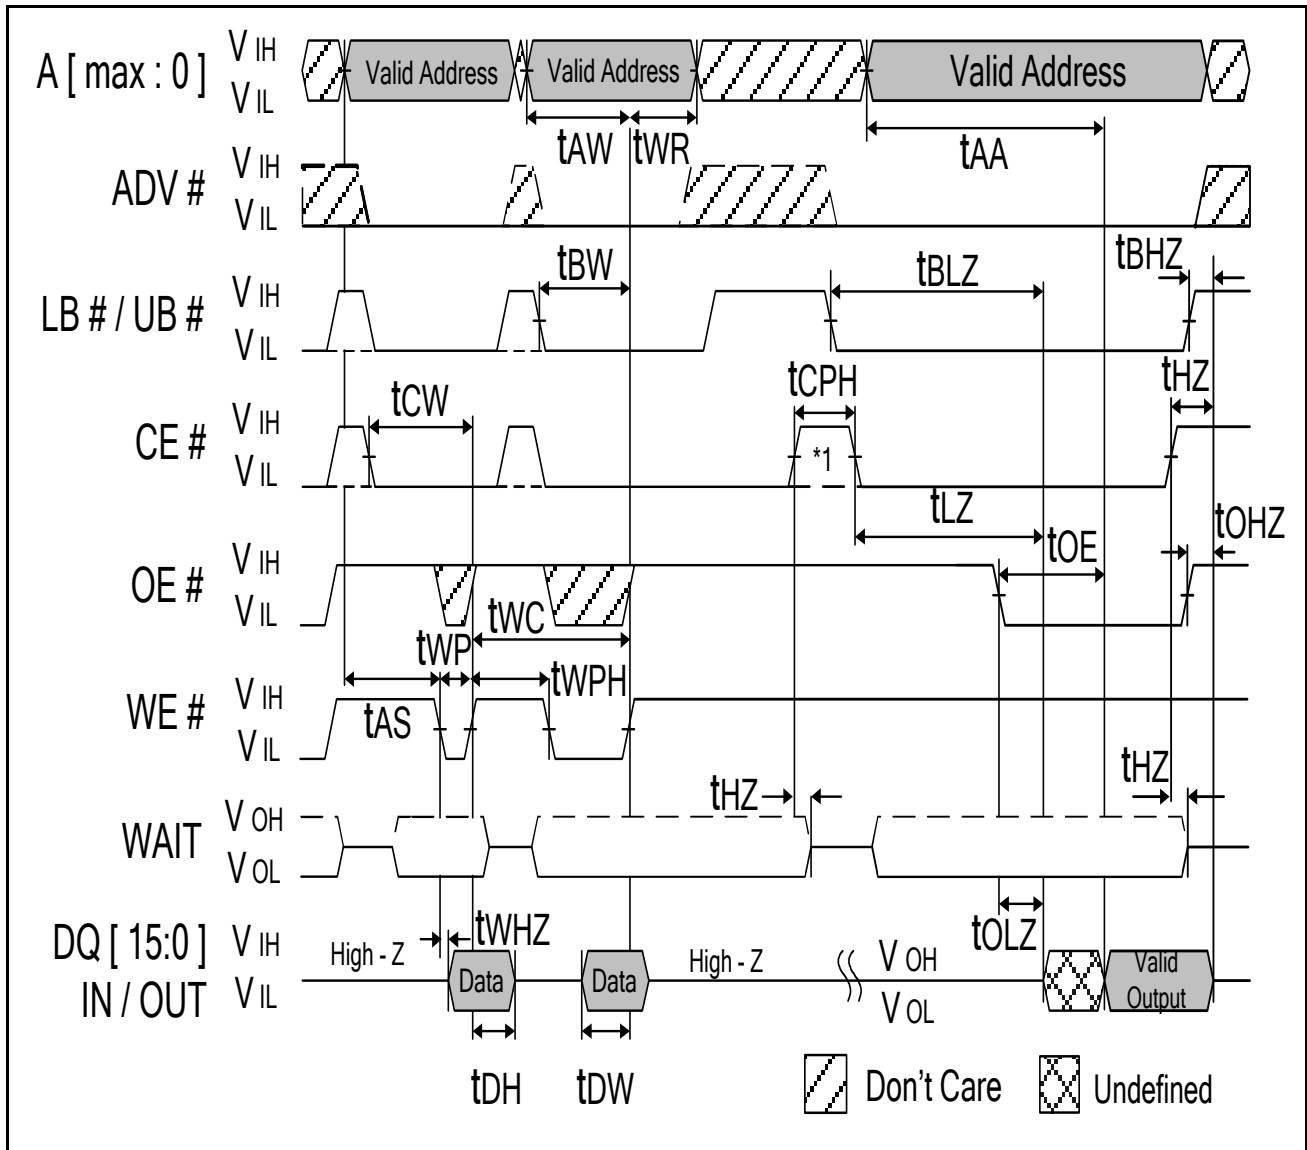 A [ max : 0 ]
V IH
V IL
Valid Address
Valid Address
Valid Address
tAW
tWR
tAA
ADV #
V IH
V IL
tBW
tBLZ
tBHZ
LB # / UB #
V IH
V IL
tCW
tCPH
tHZ
CE #
V IH
V IL
*1
tLZ
tOE
tOHZ
OE #
V IH
V IL
tWP
tWC
tWPH
WE #
V IH
V IL
tAS
tHZ
tHZ
WAIT
V OH
V OL
tWHZ
tOLZ
DQ [ 15:0 ]
IN / OUT
V IH
V IL
High - Z
Data
Data
High - Z
V OH
V OL
Valid
Output
tDH
tDW
Don't Care
Undefined